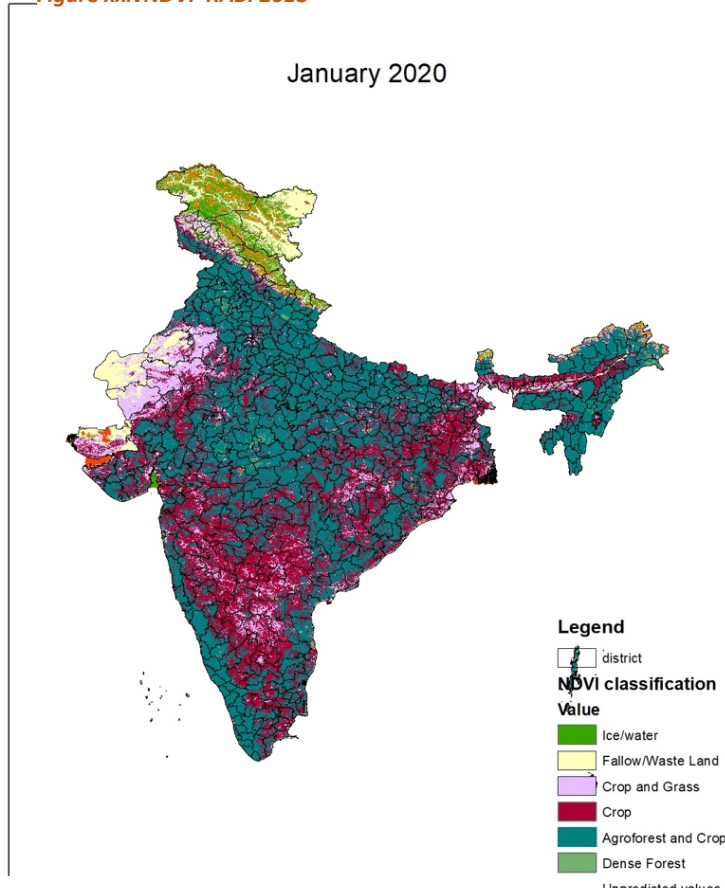 January 2020
Legend
district
NDVI classification
Value
Ice/water
Fallow/Waste Land
Crop and Grass
Crop
Agroforest and Crop
Dense Forest